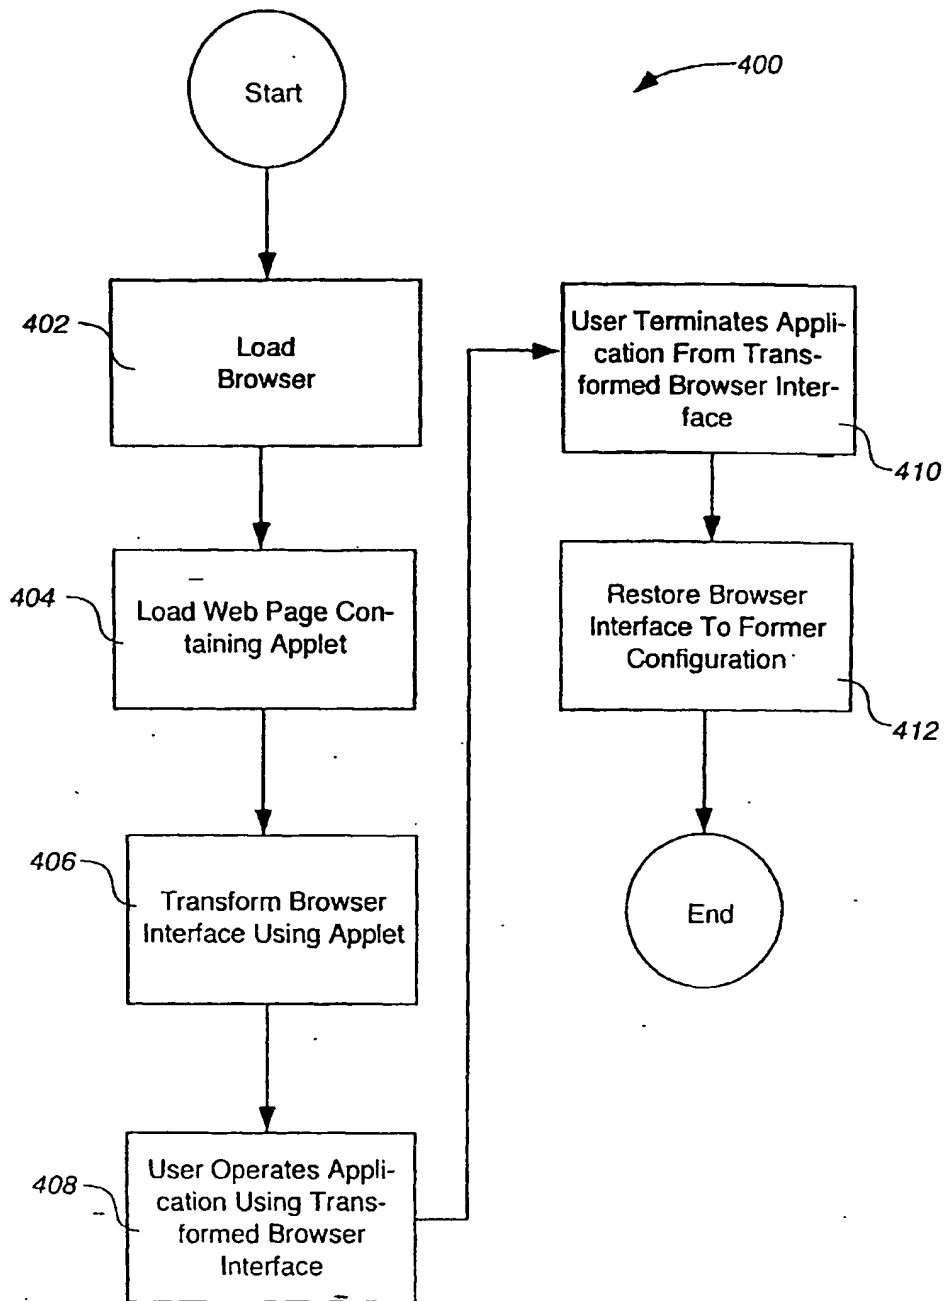 Start
400
402
Load
Browser
404
Load Web Page Con-
taining Applet
406
Transform Browser
Interface Using Applet
408
User Operates Appli-
cation Using Trans-
formed Browser
Interface
User Terminates Appli-
cation From Trans-
formed Browser Inter-
face
410
Restore Browser
Interface To Former
Configuration
412
End